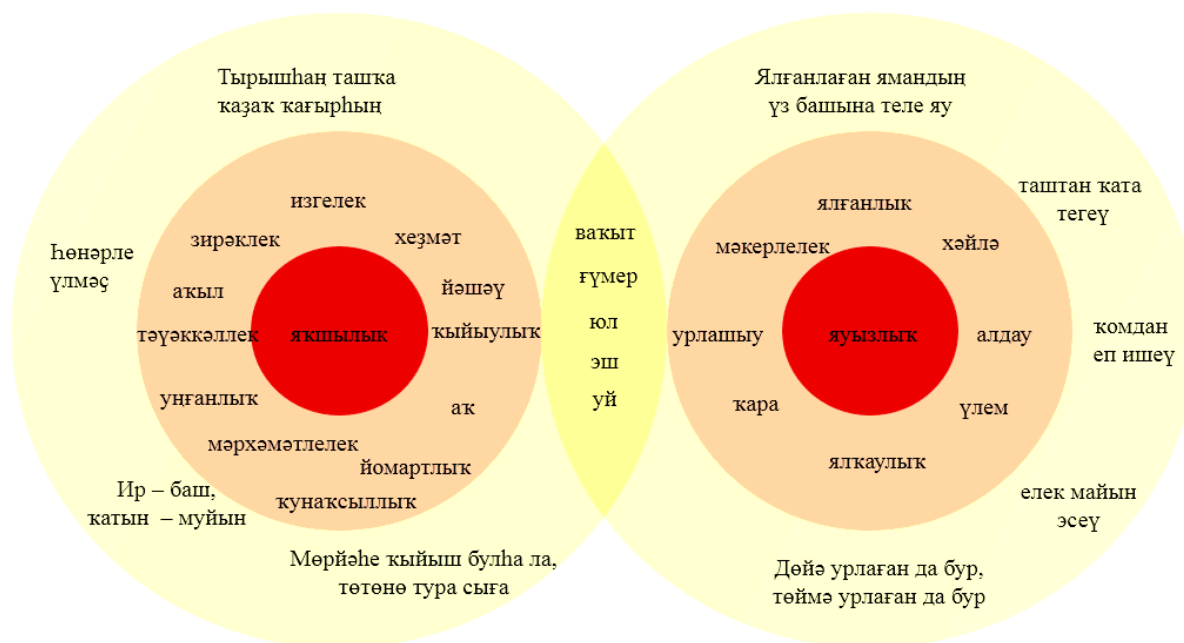 Тырышһаң ташҡа
ҡаҙаҡ ҡағырһың
Һөнәрле
үлмәҫ
изгелек
зирәклек
хеҙмәт
аҡыл
йәшәү
тәүәккәллек
яҡшылыҡ
ҡыйыулыҡ
уңғанлыҡ
аҡ
мәрхәмәтлелек
йомартлыҡ
ҡунаҡсыллыҡ
Ир – баш,
ҡатын – муйын
Мөрйәһе ҡыйыш булһа ла,
төтөнө тура сыға
ваҡыт
ғүмер
юл
эш
уй
Ялғанлаған ямандың
үз башына теле яу
ялғанлыҡ
мәкерлелек
хәйлә
урлашыу
яуызлыҡ
алдау
ҡара
үлем
ялҡаулыҡ
таштан ҡата
тегеү
ҡомдан
еп ишеү
елек майын
эсеү
Дөйә урлаған да бур,
төймә урлаған да бур